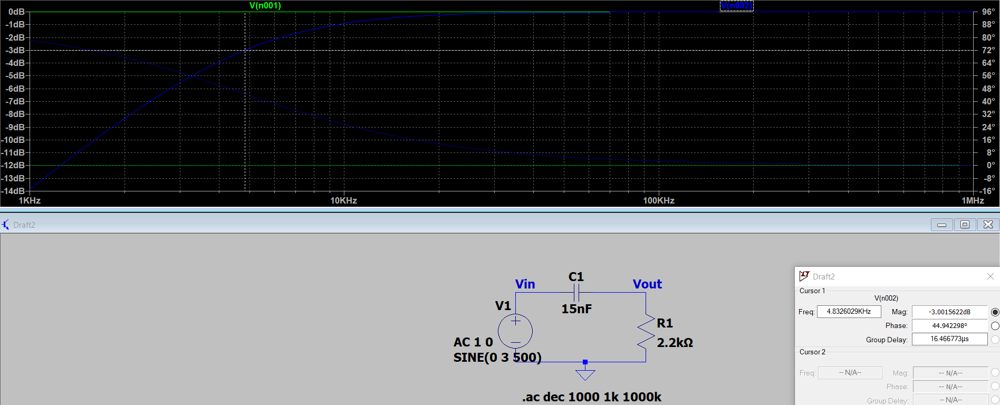 V(n001) V(n002)
0dB 96°
-1dB 88°
-2dB 80°
-3dB 72°
-4dB 64°
-5dB 56°
-6dB 48°
-7dB 40°
-8dB 32°
-9dB 24°
-10dB 16°
-11dB 8°
-12dB 0°
-13dB -8°
-14dB -16°
1KHz 10KHz 100KHz 1MHz
Draft2
C1
Vin Vout
15nF
V1
R1
2.2kΩ
AC 1 0
SINE(0 3 500)
.ac dec 1000 1k 1000k
Draft2
Cursor 1
V(n002)
Freq: 4.8326029KHz Mag: -3.0015622dB
Phase: 44.942298°
Group Delay: 16.466773µs
Cursor 2
Freq: -- N/A-- Mag: -- N/A--
Phase: -- N/A--
Group Delay: -- N/A--